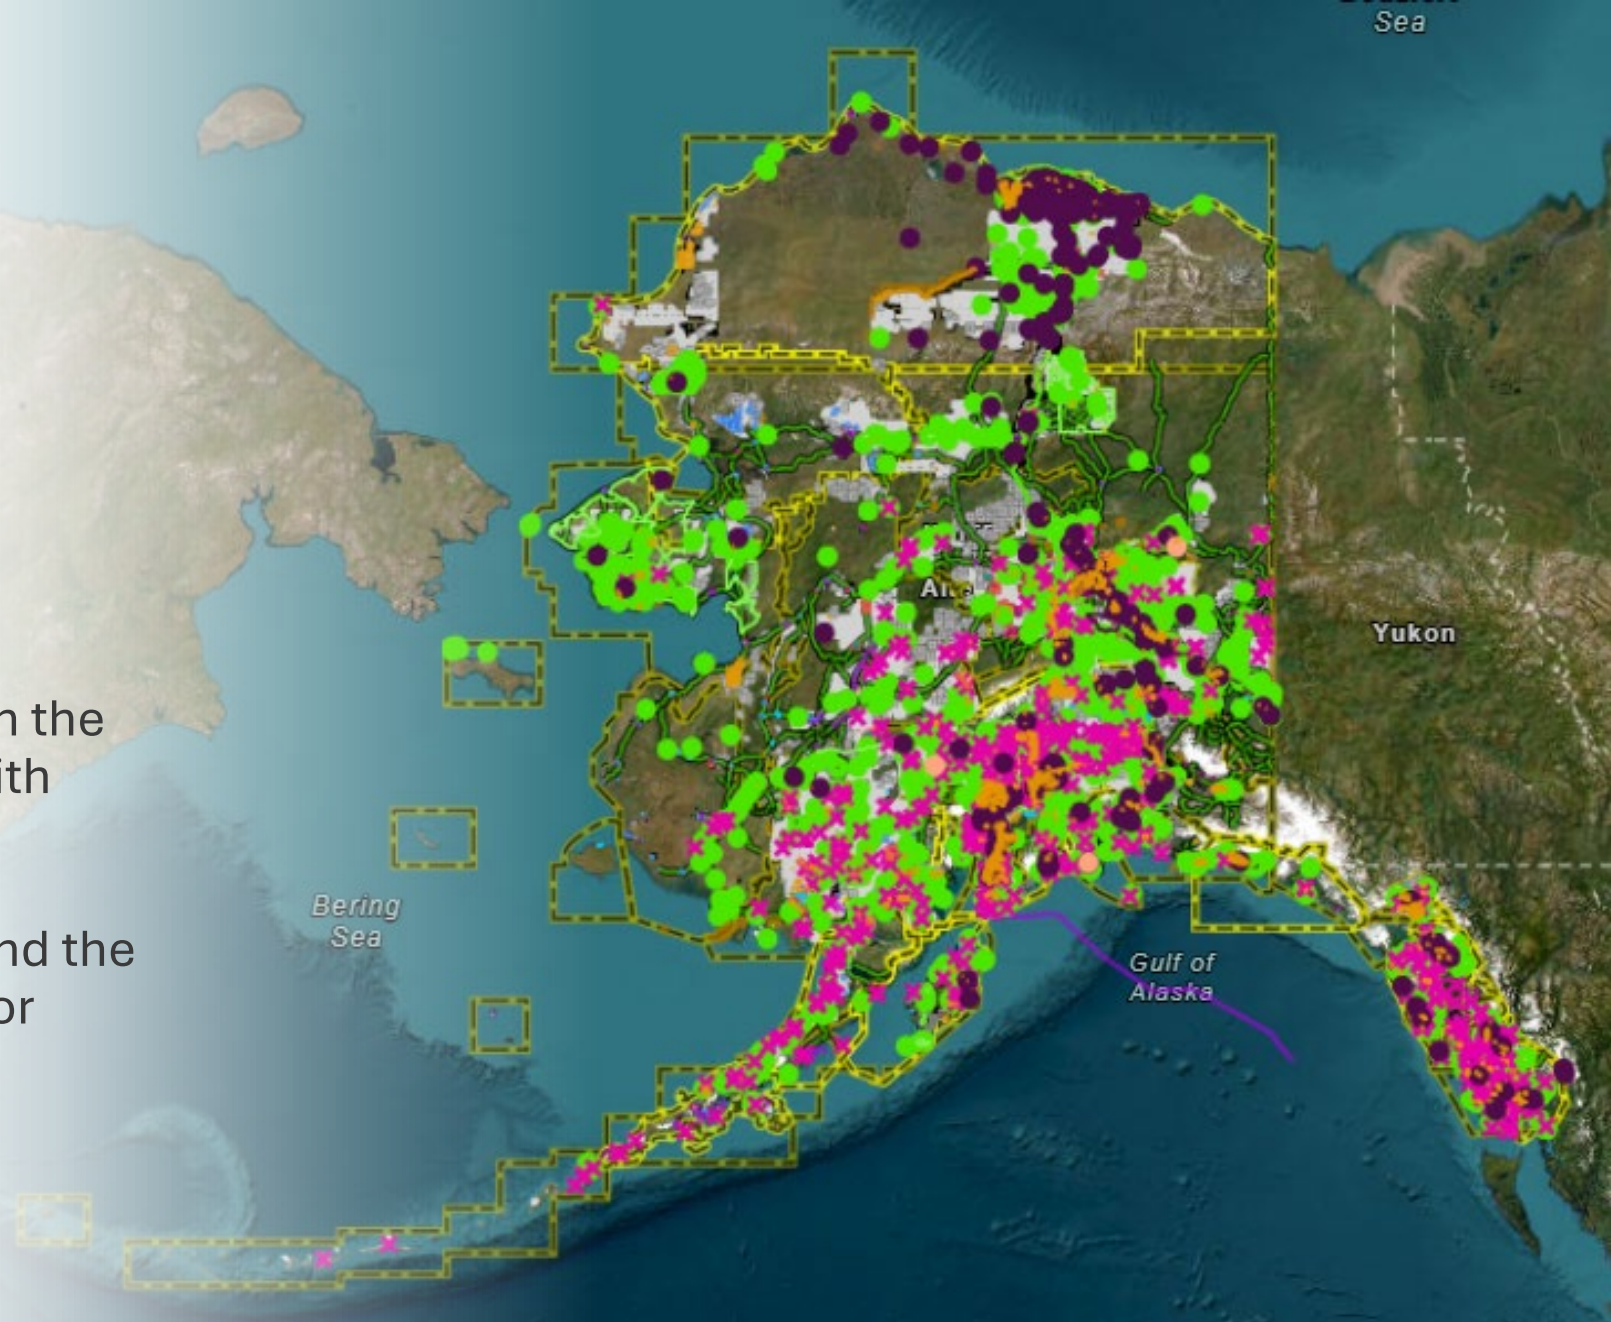 Sea
Yukon
n the
ith
Bering
Sea
nd the
or
Gulf of
Alaska